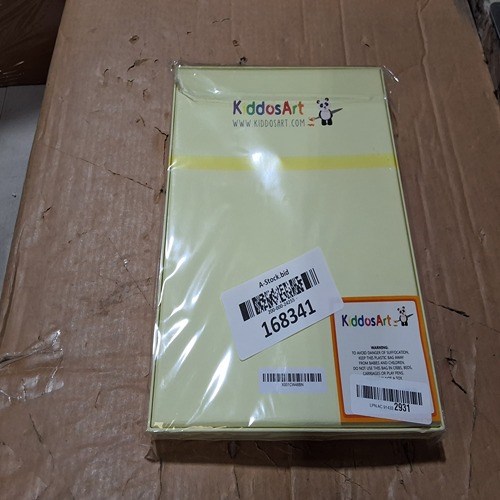 KiddosArt
WWW.KIDDOSART.COM
A-Stock.bid
168341
KiddosArt
WARNING:
TO AVOID DANGER OF SUFFOCATION,
KEEP THIS PLASTIC BAG AWAY
FROM BABIES AND CHILDREN.
DO NOT USE THIS BAG IN CRIBS, BEDS,
CARRIAGES OR PLAY PENS.
2931